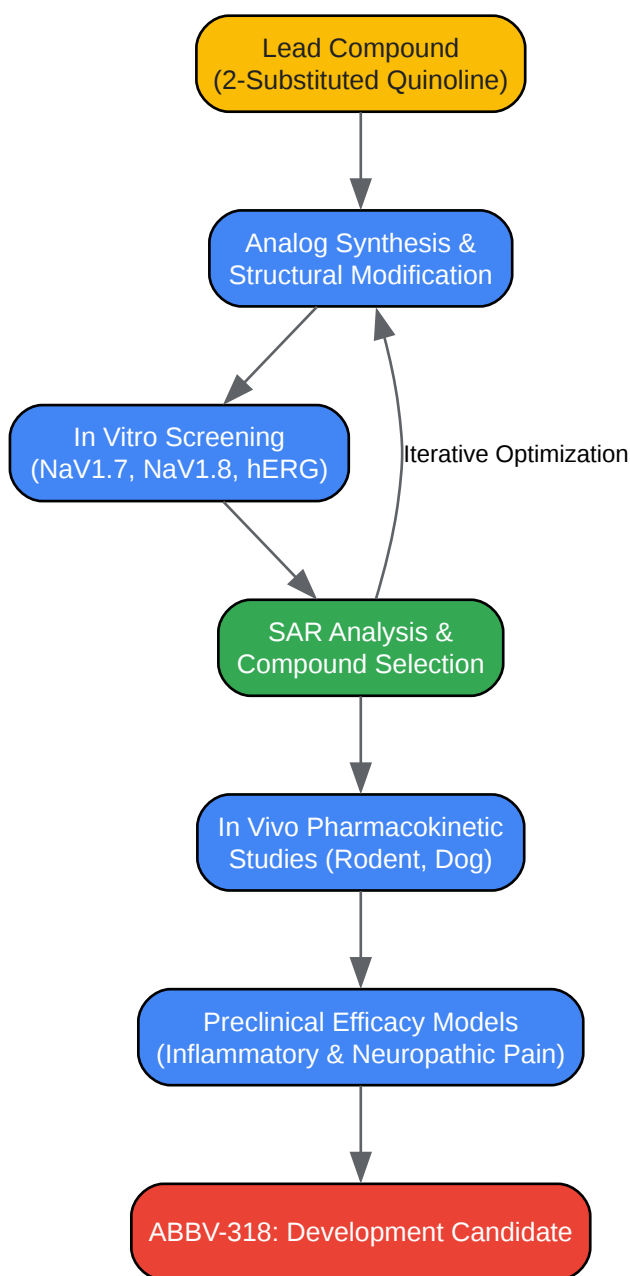 Lead Compound
(2-Substituted Quinoline)
Analog Synthesis &
Structural Modification
In Vitro Screening
(NaV1.7, NaV1.8, hERG)
Iterative Optimization
SAR Analysis &
Compound Selection
In Vivo Pharmacokinetic
Studies (Rodent, Dog)
Preclinical Efficacy Models
(Inflammatory & Neuropathic Pain)
ABBV-318: Development Candidate